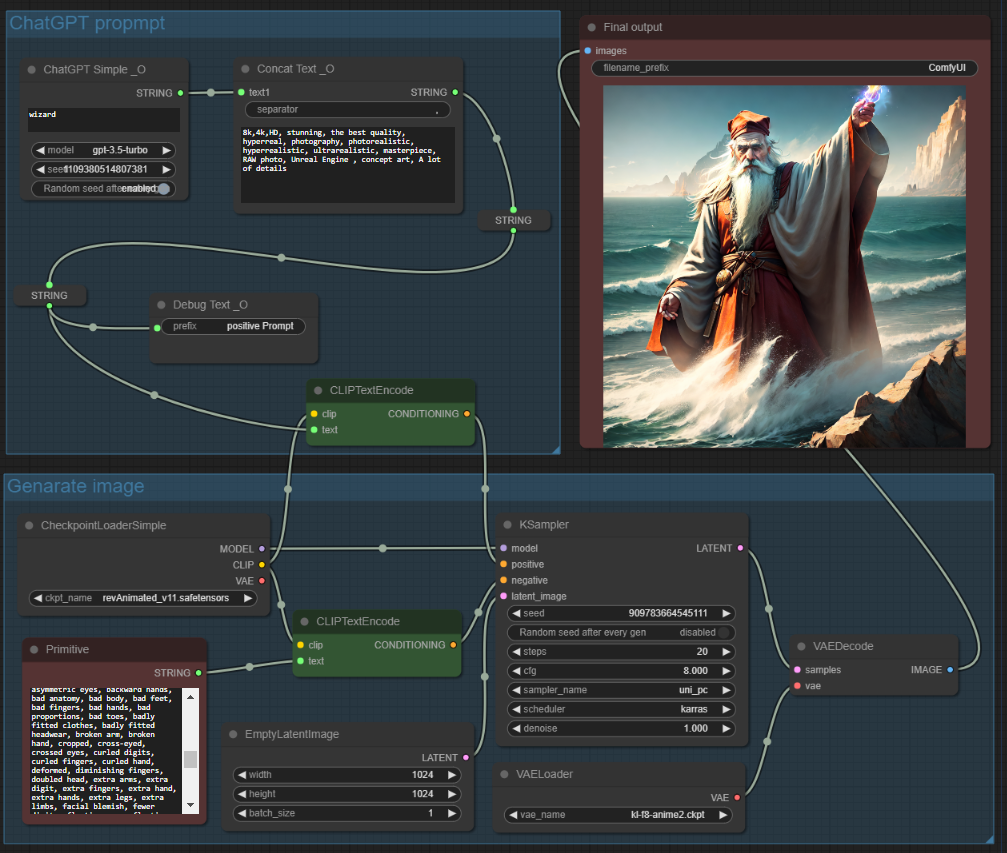 ChatGPT propmpt
ChatGPT Simple _O
STRING
wizard
model gpt-3.5-turbo
Random seed after
enabled
Concat Text _O
text1 STRING
separator ,
8k,4k,HD, stunning, the best quality,
hyperreal, photography, photorealistic,
hyperrealistic, ultrarealistic, masterpiece,
RAW photo, Unreal Engine , concept art, A lot
of details
STRING
STRING
Debug Text _O
prefix positive Prompt
CLIPTextEncode
clip CONDITIONING
text
Final output
images
filename_prefix ComfyUI
Genarate image
CheckpointLoaderSimple
MODEL
CLIP
VAE
ckpt_name revAnimated_v11.safetensors
Primitive
STRING
asymmetric eyes, backward hands,
bad anatomy, bad body, bad feet,
bad fingers, bad hands, bad
proportions, bad toes, badly
fitted clothes, badly fitted
headwear, broken arm, broken
hand, cropped, cross-eyed,
crossed eyes, curled digits,
curled fingers, curled hand,
deformed, diminishing fingers,
doubled head, extra arms, extra
digit, extra fingers, extra hand,
extra hands, extra legs, extra
limbs, facial blemish, fewer
CLIPTextEncode
clip CONDITIONING
text
EmptyLatentImage
LATENT
width 1024
height 1024
batch_size 1
KSampler
model LATENT
positive
negative
latent_image
seed 909783664545111
Random seed after every gen disabled
steps 20
cfg 8.000
sampler_name uni_pc
scheduler karras
denoise 1.000
VAELoader
VAE
vae_name kl-f8-anime2.ckpt
VAEDecode
samples IMAGE
vae